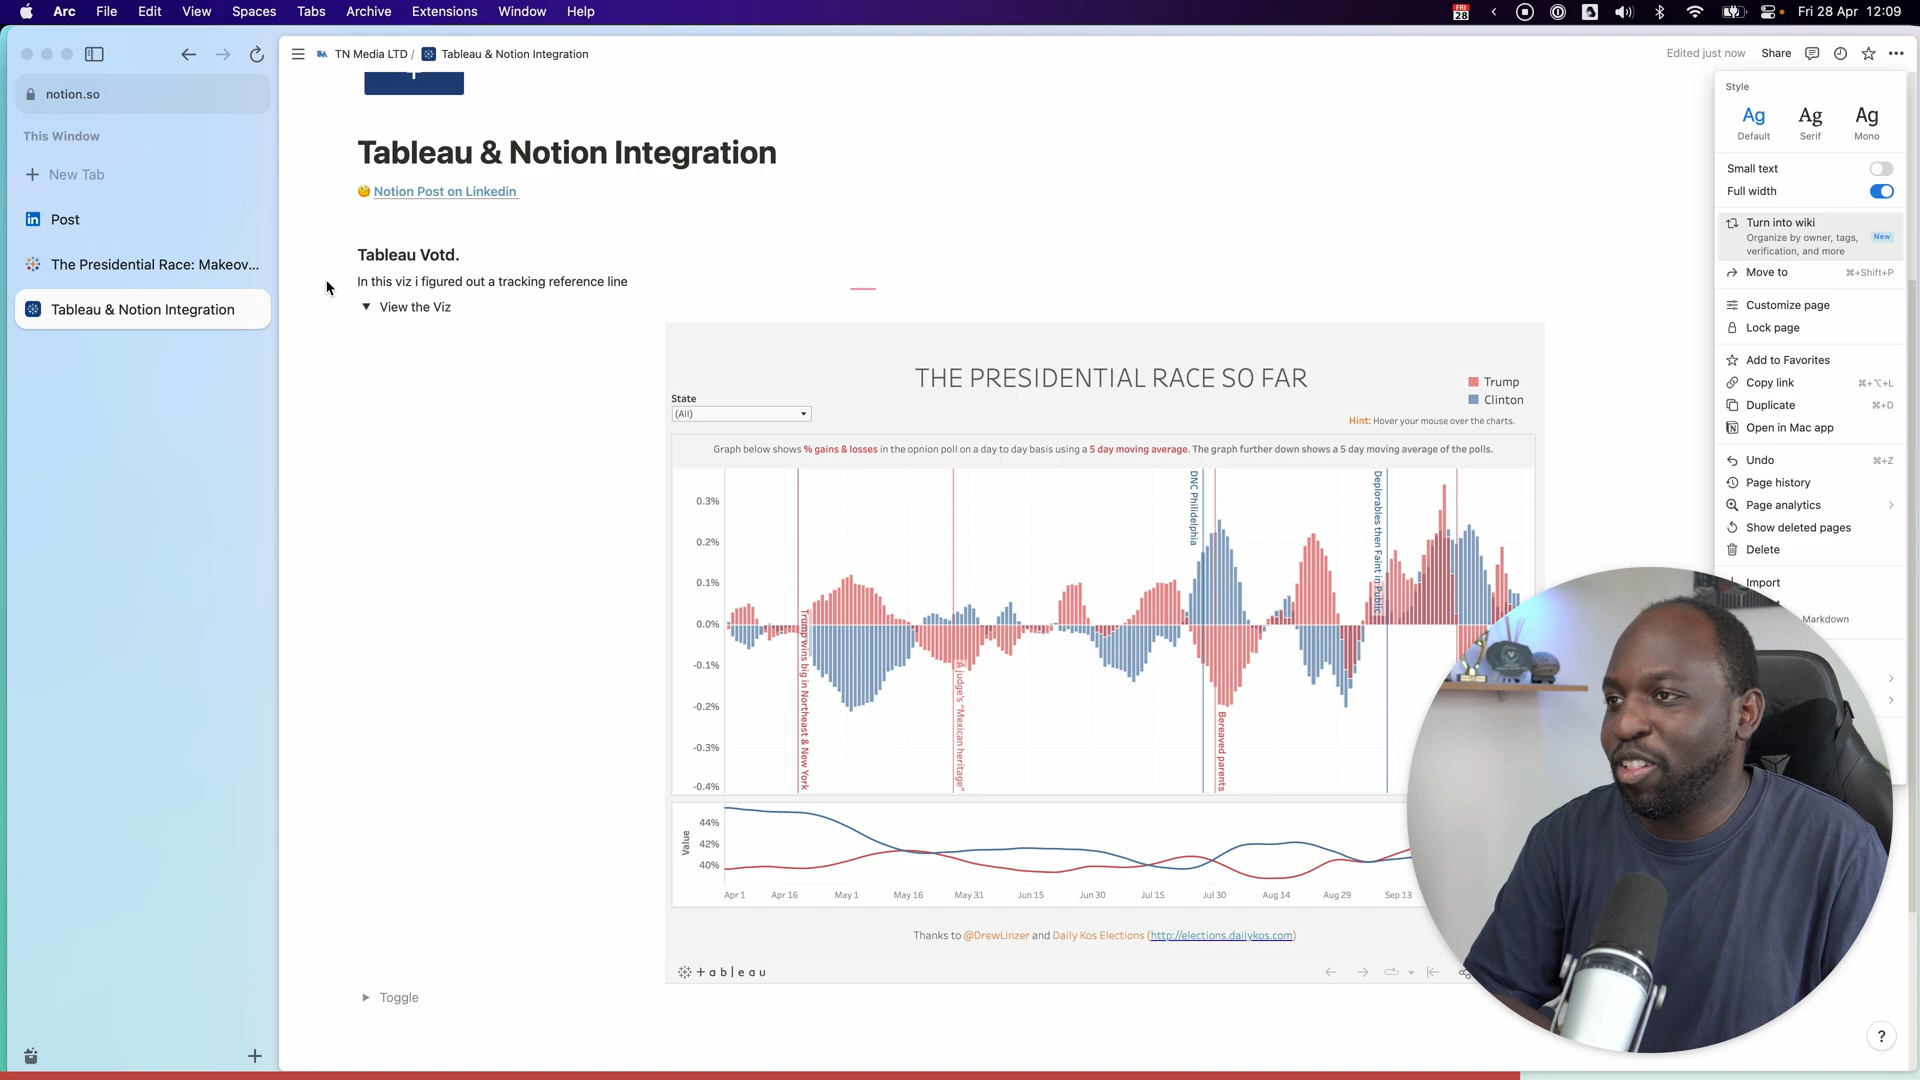 Arc File Edit View Spaces Tabs Archive Extensions Window Help
FRI 28
Fri 28 Apr 12:09
notion.so
This Window
New Tab
Post
The Presidential Race: Makeov...
Tableau & Notion Integration
TN Media LTD / Tableau & Notion Integration
Edited just now Share
Tableau & Notion Integration
Notion Post on Linkedin
Tableau Votd.
In this viz i figured out a tracking reference line
View the Viz
THE PRESIDENTIAL RACE SO FAR
Trump
Clinton
State
(All)
Hint: Hover your mouse over the charts.
Graph below shows % gains & losses in the opnion poll on a day to day basis using a 5 day moving average. The graph further down shows a 5 day moving average of the polls.
0.3%
0.2%
0.1%
0.0%
-0.1%
-0.2%
-0.3%
-0.4%
Trump wins big in Northeast & New York
A judge's "Mexican heritage"
DNC Philidelphia
Bereaved parents
Deplorables then Faint in Public
Value
44%
42%
40%
Apr 1 Apr 16 May 1 May 16 May 31 Jun 15 Jun 30 Jul 15 Jul 30 Aug 14 Aug 29 Sep 13
Thanks to @DrewLinzer and Daily Kos Elections (http://elections.dailykos.com)
+ableau
Toggle
Style
Ag Ag Ag
Default Serif Mono
Small text
Full width
Turn into wiki
Organize by owner, tags, verification, and more
New
Move to ⌘+Shift+P
Customize page
Lock page
Add to Favorites
Copy link ⌘+⌥+L
Duplicate ⌘+D
Open in Mac app
Undo ⌘+Z
Page history
Page analytics
Show deleted pages
Delete
Import
Markdown
?